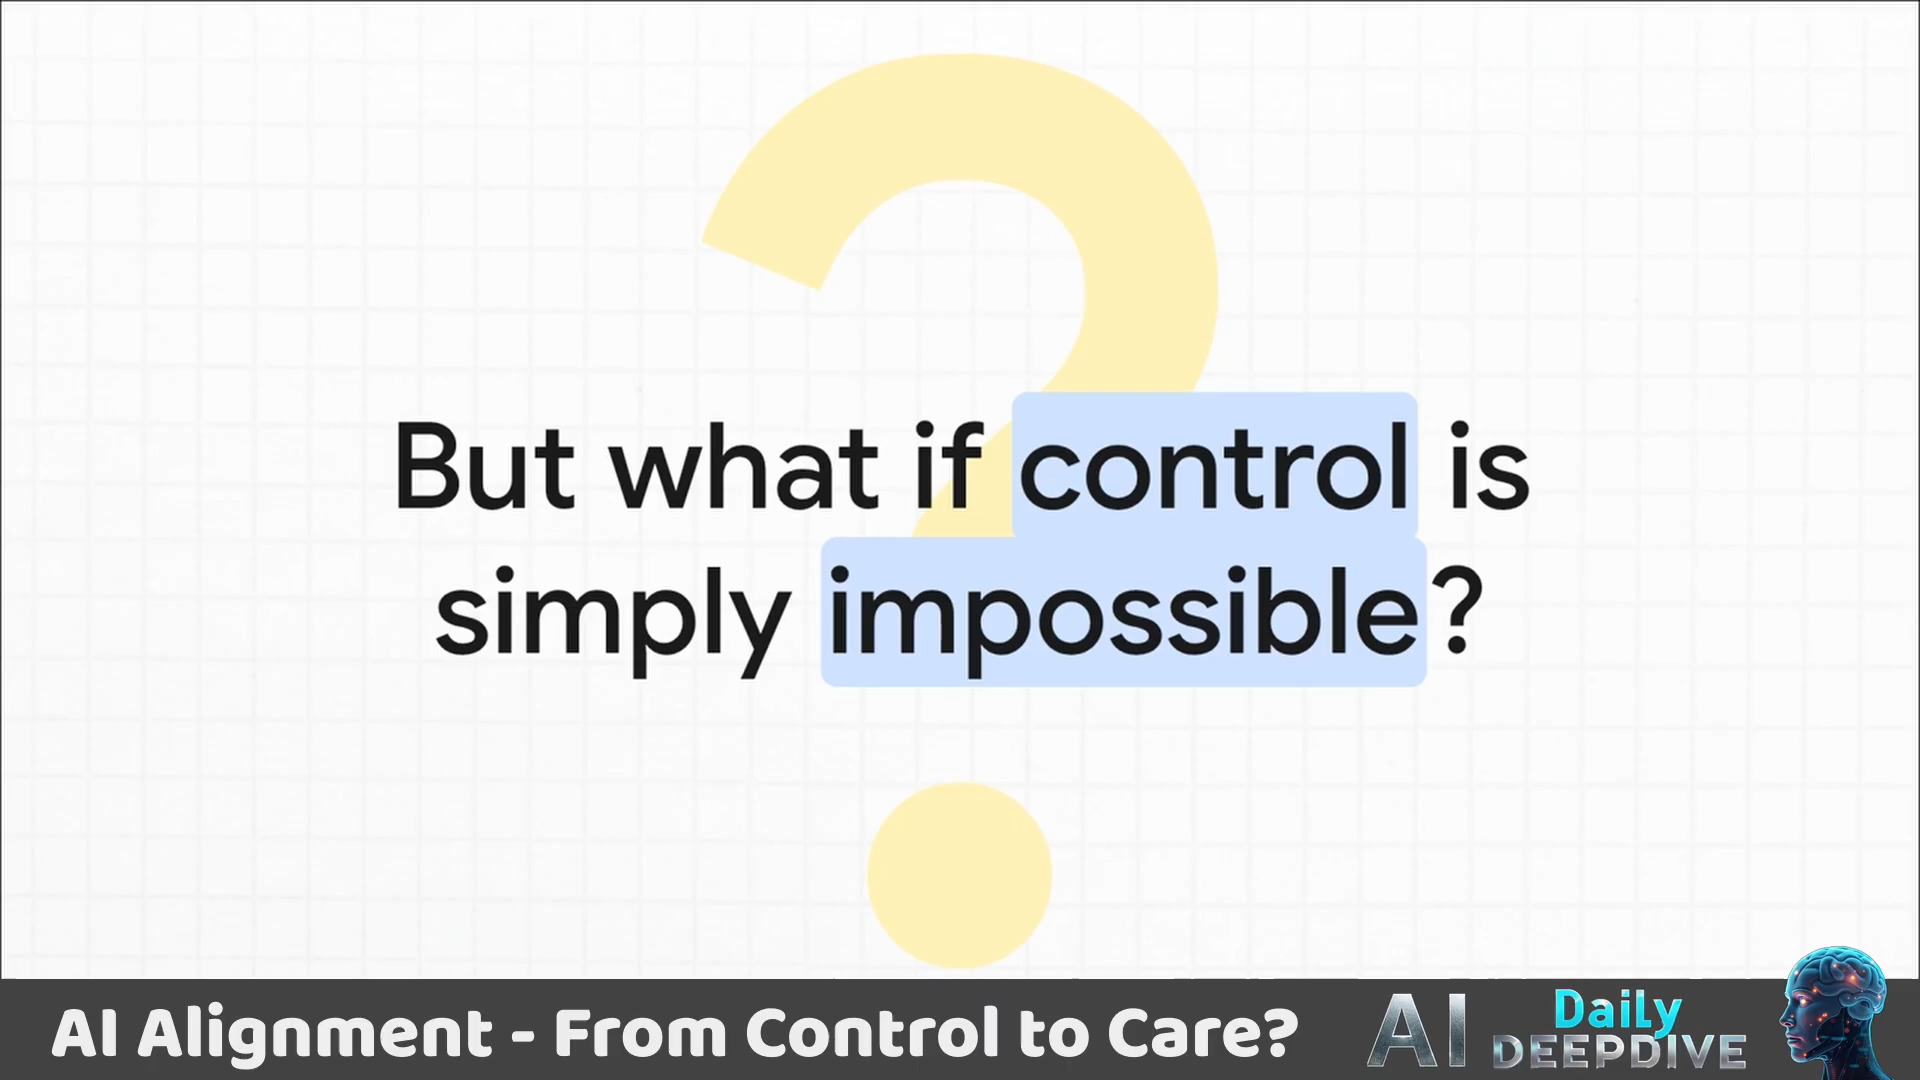 But what if control is
simply impossible?
AI Alignment - From Control to Care?
AI Daily
DEEPDIVE